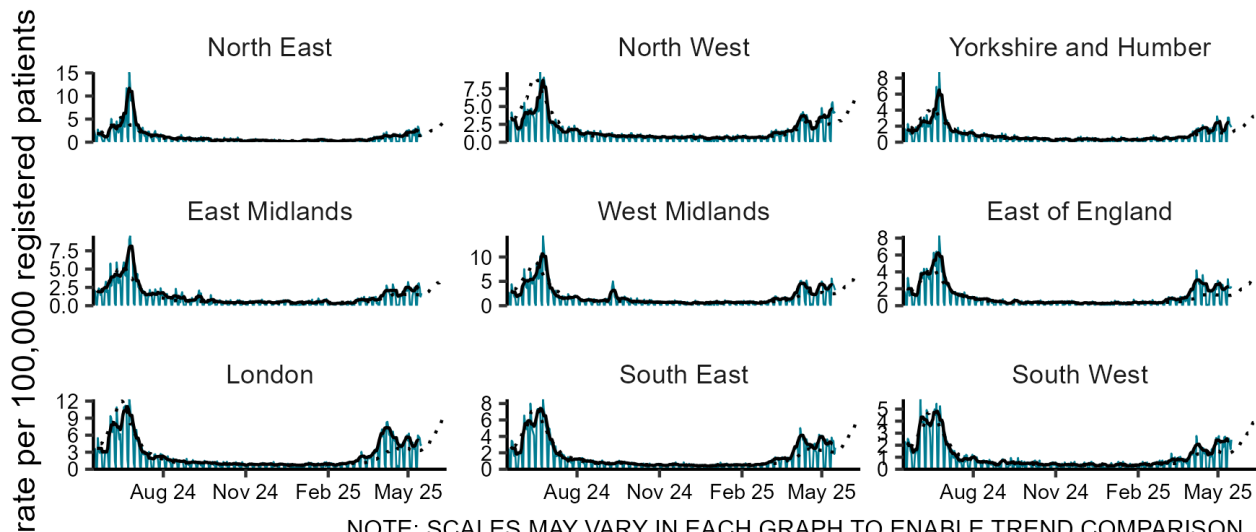 rate per 100,000 registered patients
North East
15
10
5
0
North West
7.5
5.0
2.5
0.0
Yorkshire and Humber
8
6
4
2
0
East Midlands
7.5
5.0
2.5
0.0
West Midlands
10
5
0
East of England
8
6
4
2
0
London
12
9
6
3
0
Aug 24 Nov 24 Feb 25 May 25
South East
8
6
4
2
0
Aug 24 Nov 24 Feb 25 May 25
South West
5
4
3
2
1
0
Aug 24 Nov 24 Feb 25 May 25
NOTE: SCALES MAY VARY IN EACH GRAPH TO ENABLE TREND COMPARISON